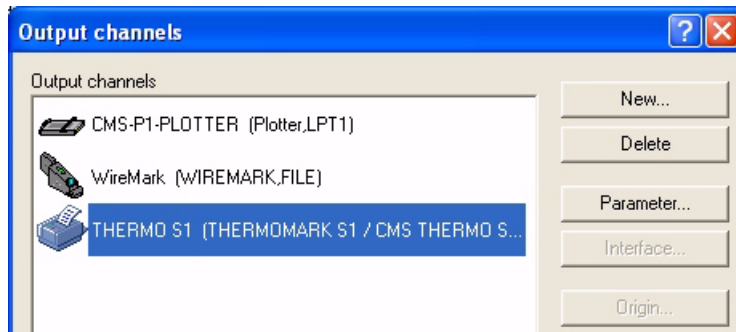 Output channels
Output channels
CMS-P1-PLOTTER (Plotter,LPT1)
WireMark (WIREMARK,FILE)
THERMO S1 (THERMOMARK S1 / CMS THERMO S...
New...
Delete
Parameter...
Interface...
Origin...